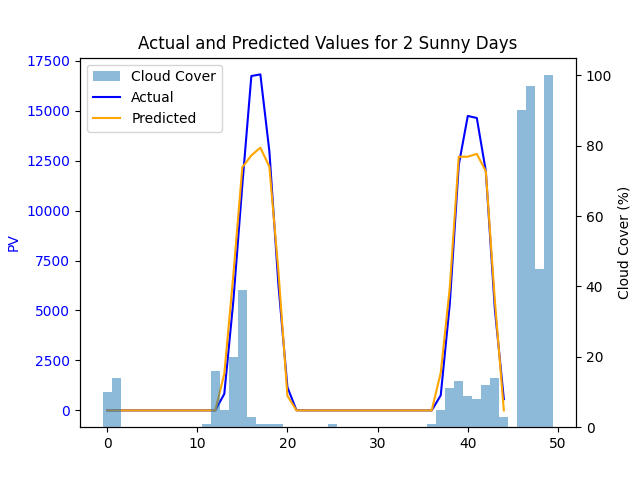 Actual and Predicted Values for 2 Sunny Days
Cloud Cover
Actual
Predicted
17500
15000
12500
10000
7500
5000
2500
0
PV
100
80
60
40
20
0
Cloud Cover (%)
0 10 20 30 40 50